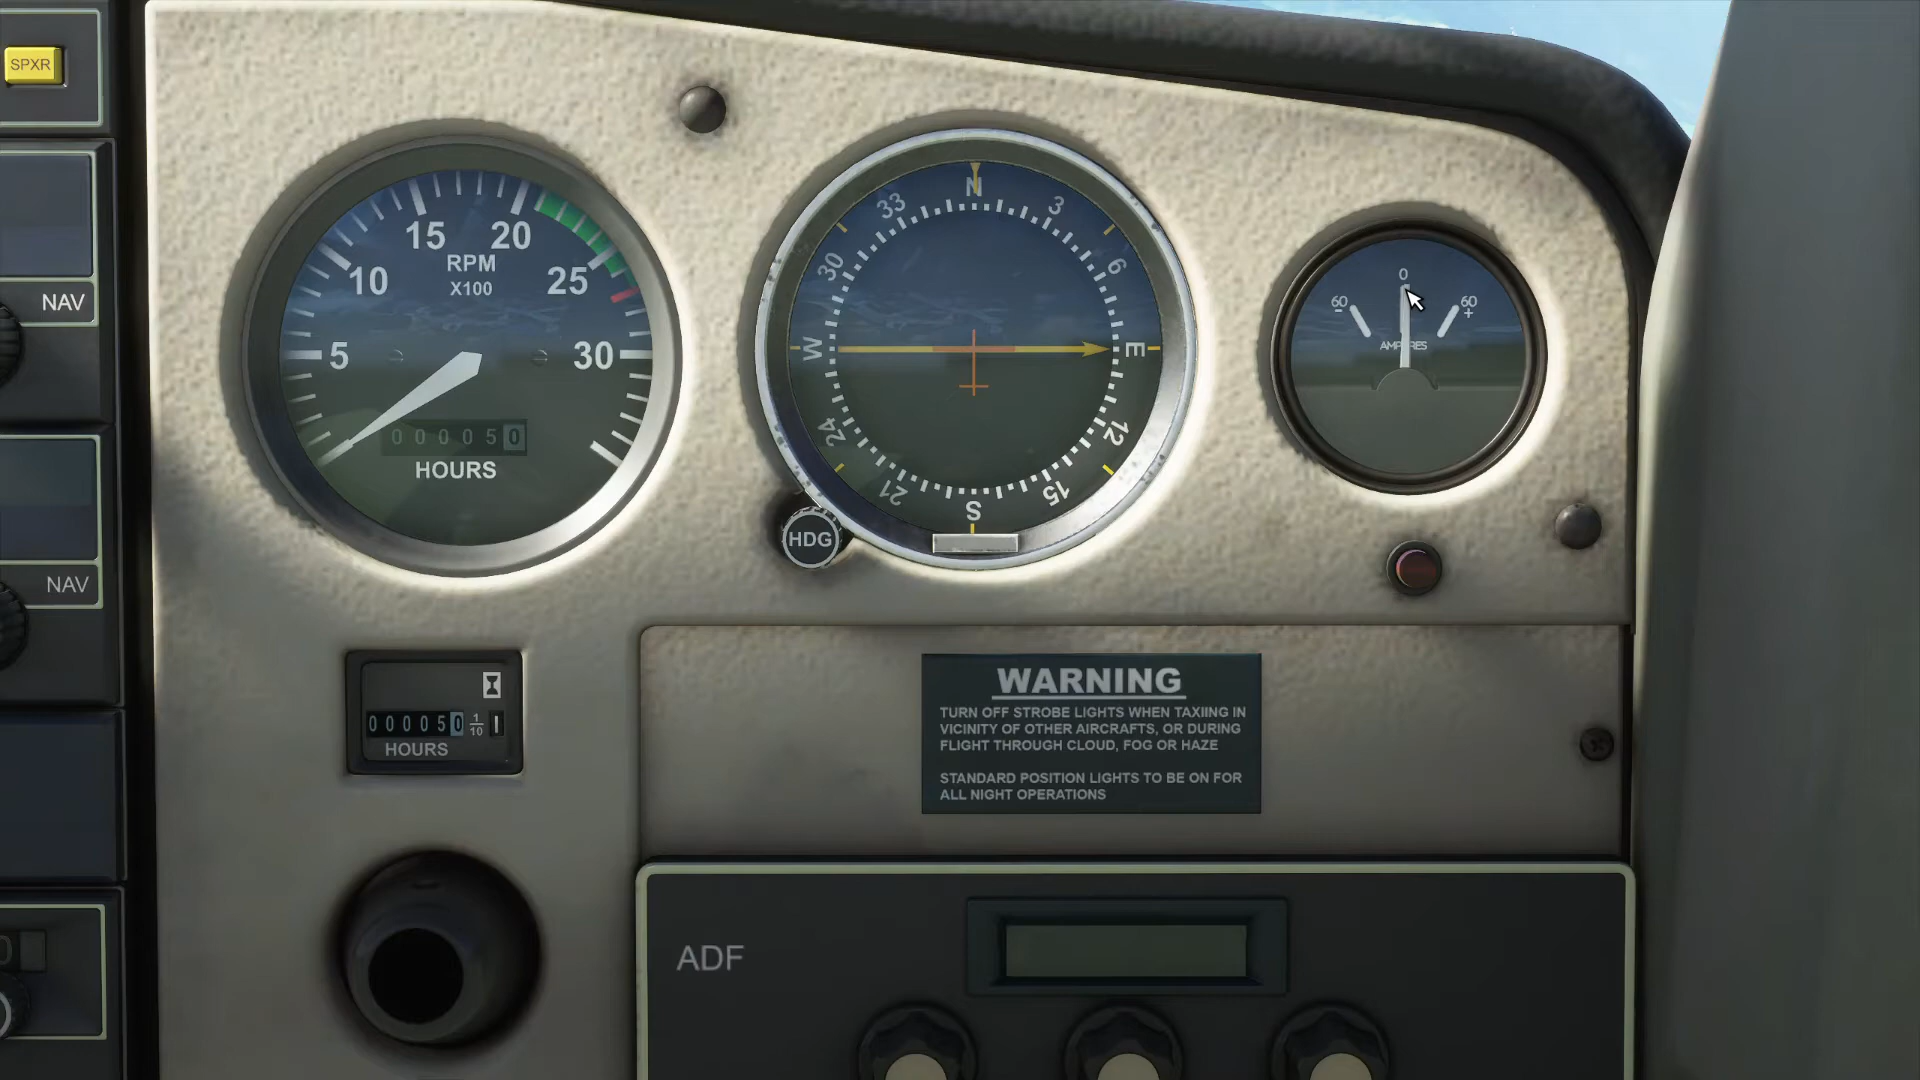 SPXR
NAV
NAV
15 20
10 25
5 30
RPM
X100
000050
HOURS
N
33 3
30 6
W E
24 12
21 15
S
HDG
0
60 60
- +
AMPERES
000050 1/10 1
HOURS
WARNING
TURN OFF STROBE LIGHTS WHEN TAXIING IN
VICINITY OF OTHER AIRCRAFTS, OR DURING
FLIGHT THROUGH CLOUD, FOG OR HAZE
STANDARD POSITION LIGHTS TO BE ON FOR
ALL NIGHT OPERATIONS
0
ADF